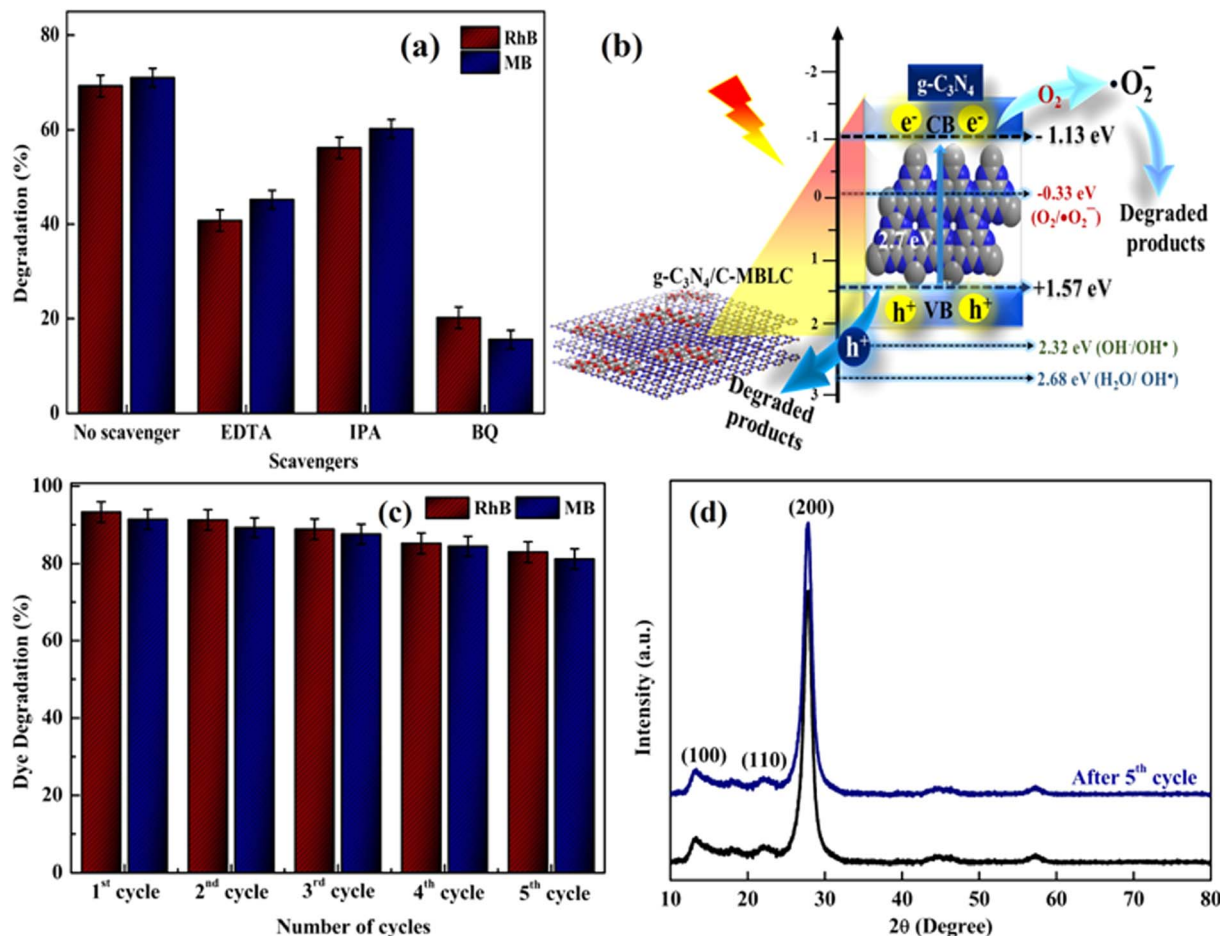 (a)
RhB
MB
80
60
40
20
0
Degradation (%)
No scavenger
EDTA
IPA
BQ
Scavengers
(b)
-2
-1
0
1
2
3
g-C₃N₄
e⁻ CB e⁻
O₂
•O₂⁻
- 1.13 eV
-0.33 eV
(O₂/•O₂⁻)
Degraded
products
2.7 eV
+1.57 eV
h⁺ VB h⁺
h⁺
2.32 eV (OH⁻/OH•)
2.68 eV (H₂O/ OH•)
g-C₃N₄/C-MBLC
Degraded
products
(c)
RhB
MB
100
80
60
40
20
0
Dye Degradation (%)
1ˢᵗ cycle
2ⁿᵈ cycle
3ʳᵈ cycle
4ᵗʰ cycle
5ᵗʰ cycle
Number of cycles
(d)
(200)
(100)
(110)
After 5ᵗʰ cycle
Intensity (a.u.)
10
20
30
40
50
60
70
80
2θ (Degree)